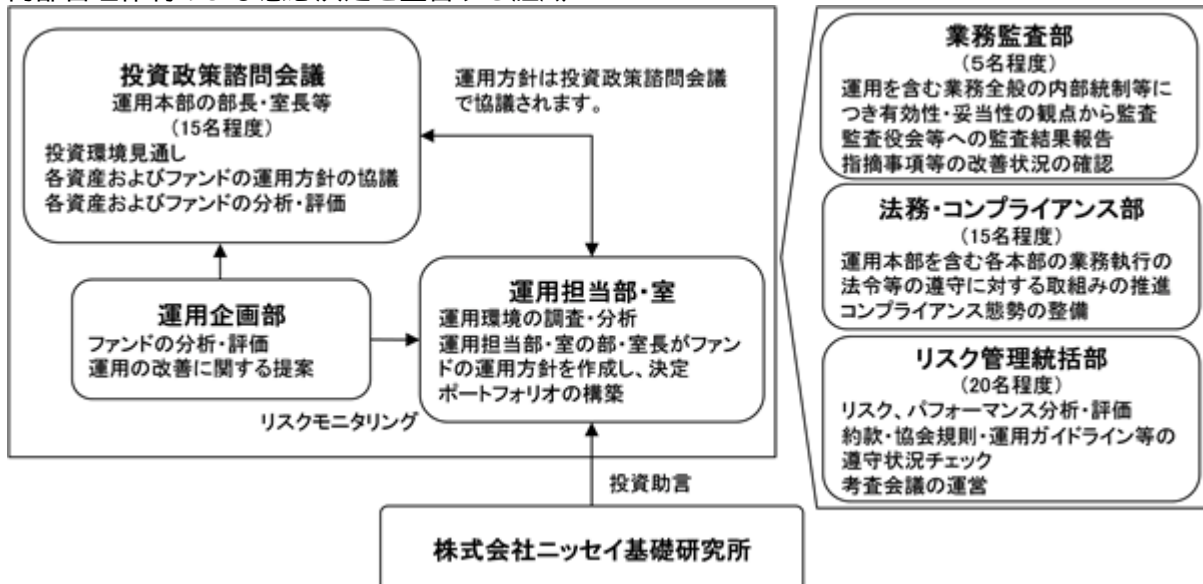 投資政策諮問会議
運用本部の部長・室長等
(15名程度)
投資環境見通し
各資産およびファンドの運用方針の協議
各資産およびファンドの分析・評価
運用方針は投資政策諮問会議
で協議されます。
運用企画部
ファンドの分析・評価
運用の改善に関する提案
リスクモニタリング
運用担当部・室
運用環境の調査・分析
運用担当部・室の部・室長がファン
ドの運用方針を作成し、決定
ポートフォリオの構築
投資助言
株式会社ニッセイ基礎研究所
業務監査部
(5名程度)
運用を含む業務全般の内部統制等に
つき有効性・妥当性の観点から監査
監査役会等への監査結果報告
指摘事項等の改善状況の確認
法務・コンプライアンス部
(15名程度)
運用本部を含む各本部の業務執行の
法令等の遵守に対する取組みの推進
コンプライアンス態勢の整備
リスク管理統括部
(20名程度)
リスク、パフォーマンス分析・評価
約款・協会規則・運用ガイドライン等の
遵守状況チェック
考査会議の運営